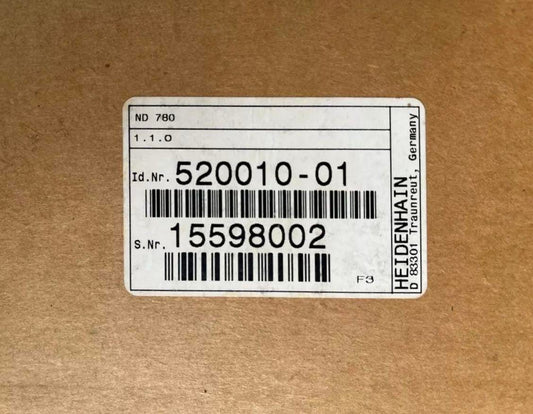 ND 780
1.1.0
Id.Nr. 520010-01
S.Nr. 15598002
F3
HEIDENHAIN
D 83301 Traunreut, Germany